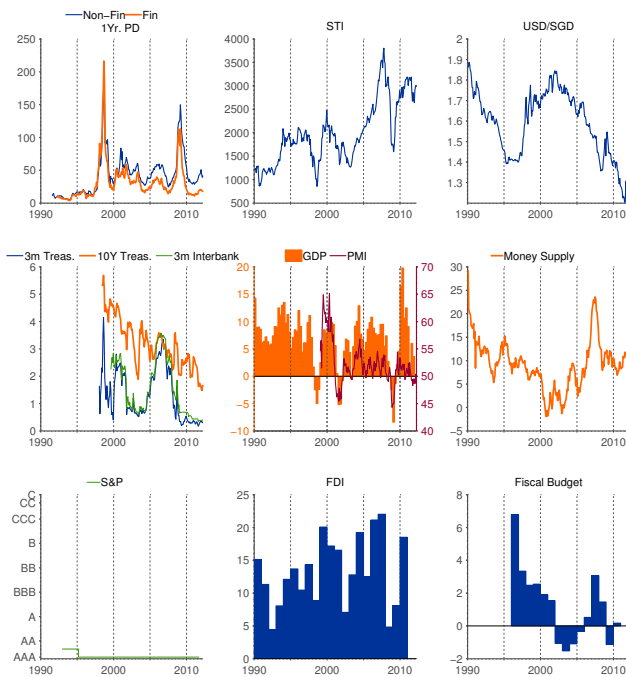 Non−Fin Fin
1Yr. PD
250
200
150
100
50
0
1990 2000 2010
STI
4000
3500
3000
2500
2000
1500
1000
500
1990 2000 2010
USD/SGD
2
1.9
1.8
1.7
1.6
1.5
1.4
1.3
1990 2000 2010
3m Treas. 10Y Treas. 3m Interbank
6
5
4
3
2
1
0
1990 2000 2010
GDP PMI
20 70
15 65
10 60
5 55
0 50
−5 45
−10 40
1990 2000 2010
Money Supply
30
25
20
15
10
5
0
−5
1990 2000 2010
S&P
C
CC
CCC
B
BB
BBB
A
AA
AAA
1990 2000 2010
FDI
25
20
15
10
5
0
1990 2000 2010
Fiscal Budget
8
6
4
2
0
−2
1990 2000 2010